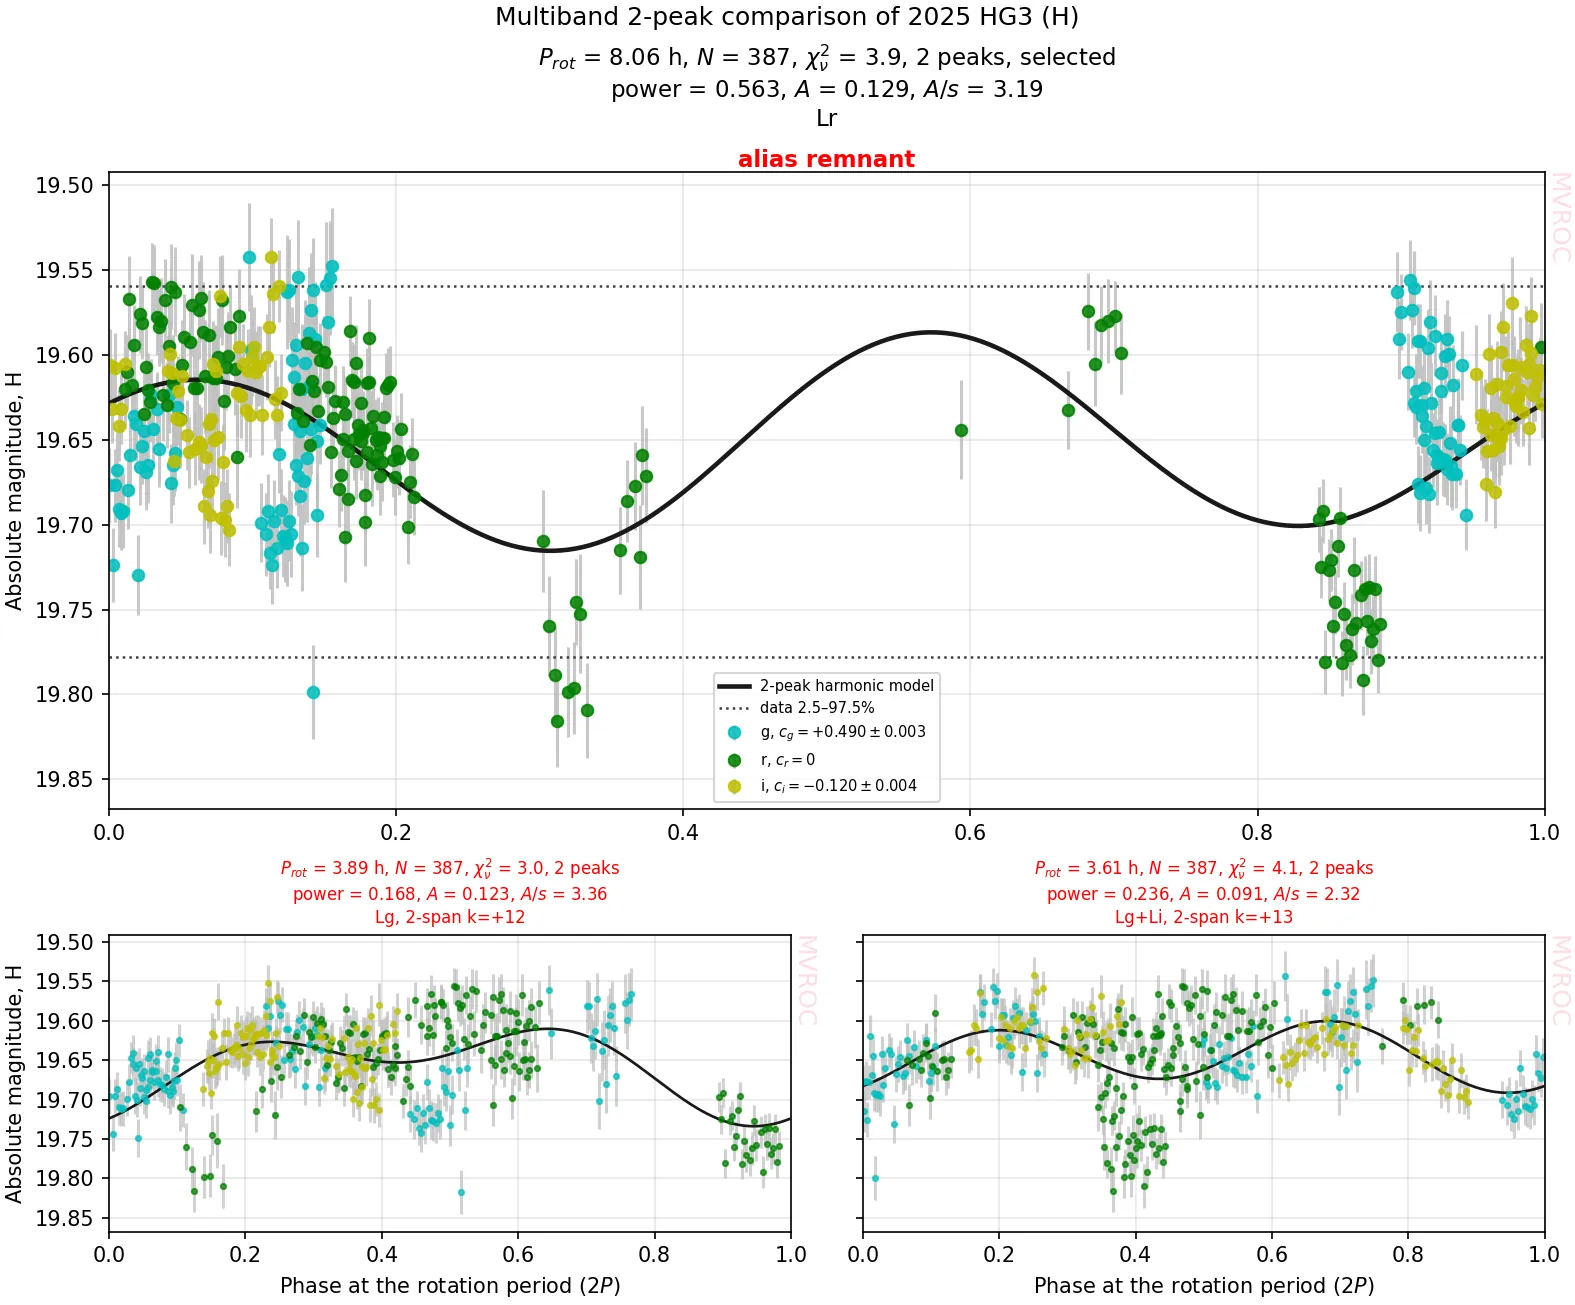 Multiband 2-peak comparison of 2025 HG3 (H)
P_rot = 8.06 h, N = 387, χ²_ν = 3.9, 2 peaks, selected
power = 0.563, A = 0.129, A/s = 3.19
Lr
alias remnant
MVROC
Absolute magnitude, H
19.50
19.55
19.60
19.65
19.70
19.75
19.80
19.85
2-peak harmonic model
data 2.5–97.5%
g, c_g = +0.490 ± 0.003
r, c_r = 0
i, c_i = −0.120 ± 0.004
0.0 0.2 0.4 0.6 0.8 1.0
P_rot = 3.89 h, N = 387, χ²_ν = 3.0, 2 peaks
power = 0.168, A = 0.123, A/s = 3.36
Lg, 2-span k=+12
MVROC
Absolute magnitude, H
19.50
19.55
19.60
19.65
19.70
19.75
19.80
19.85
0.0 0.2 0.4 0.6 0.8 1.0
Phase at the rotation period (2P)
P_rot = 3.61 h, N = 387, χ²_ν = 4.1, 2 peaks
power = 0.236, A = 0.091, A/s = 2.32
Lg+Li, 2-span k=+13
MVROC
0.0 0.2 0.4 0.6 0.8 1.0
Phase at the rotation period (2P)